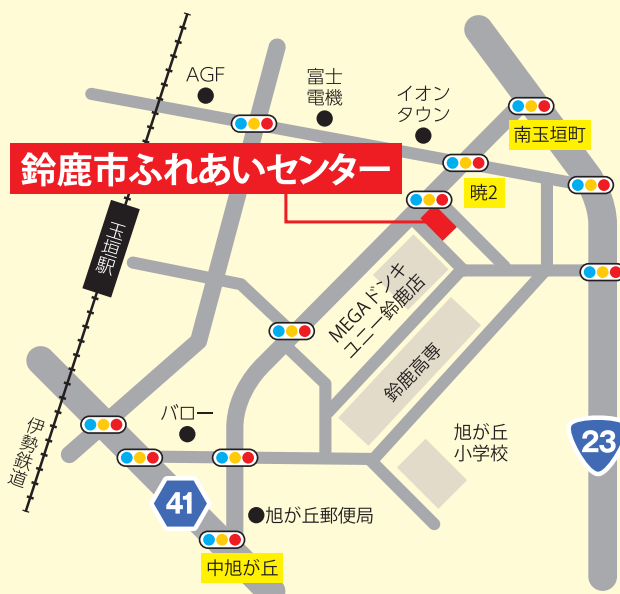 AGF
富士
電機
イオン
タウン
南玉垣町
鈴鹿市ふれあいセンター
暁2
玉垣駅
MEGAドンキ
ユニー鈴鹿店
鈴鹿高専
バロー
旭が丘
小学校
伊勢鉄道
23
41
旭が丘郵便局
中旭が丘